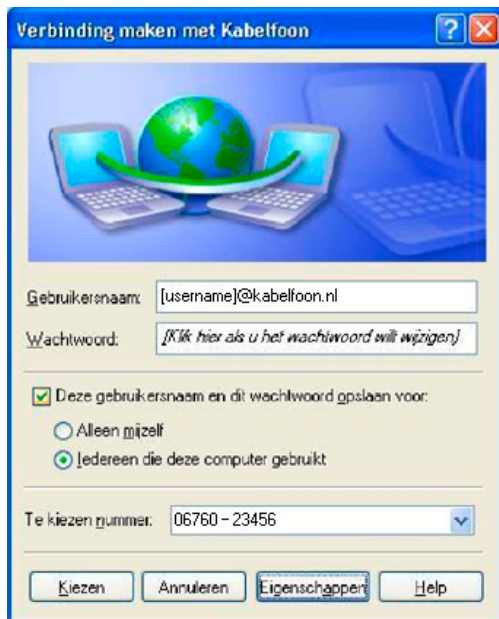 Verbinding maken met Kabelfoon
Gebruikersnaam: [username]@kabelfoon.nl
Wachtwoord: [Klik hier als u het wachtwoord wilt wijzigen]
Deze gebruikersnaam en dit wachtwoord opslaan voor:
Alleen mijzelf
Iedereen die deze computer gebruikt
Te kiezen nummer: 06760 - 23456
Kiezen Annuleren Eigenschappen Help